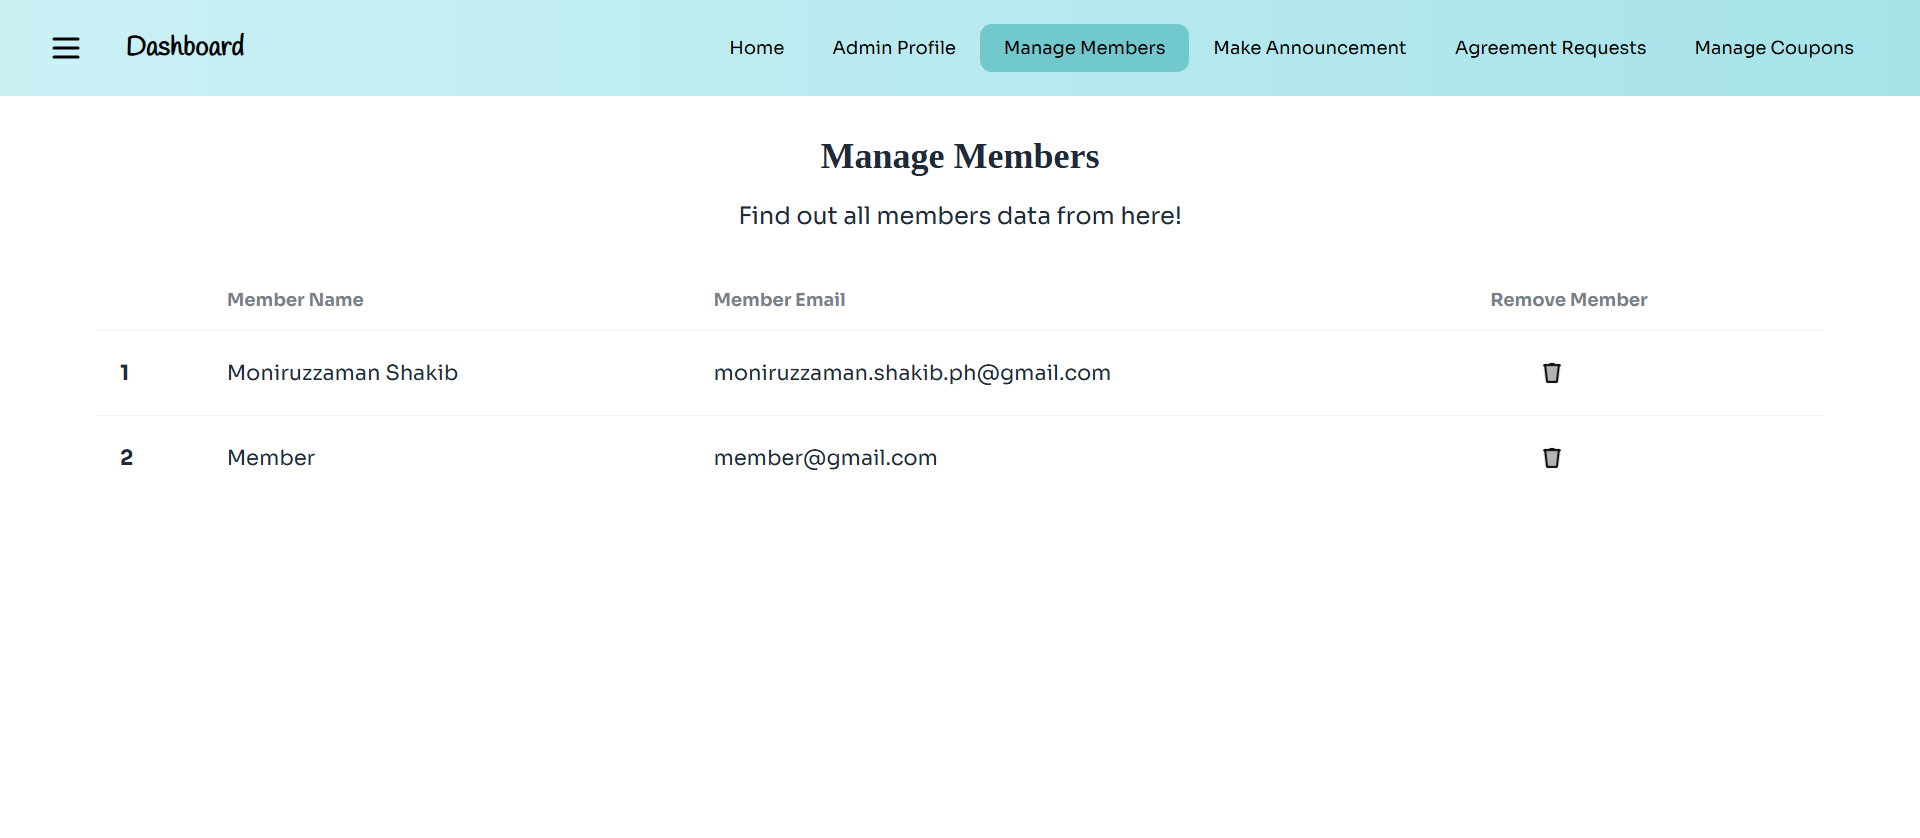 Dashboard Home Admin Profile Manage Members Make Announcement Agreement Requests Manage Coupons
Manage Members
Find out all members data from here!
Member Name Member Email Remove Member
1 Moniruzzaman Shakib moniruzzaman.shakib.ph@gmail.com
2 Member member@gmail.com